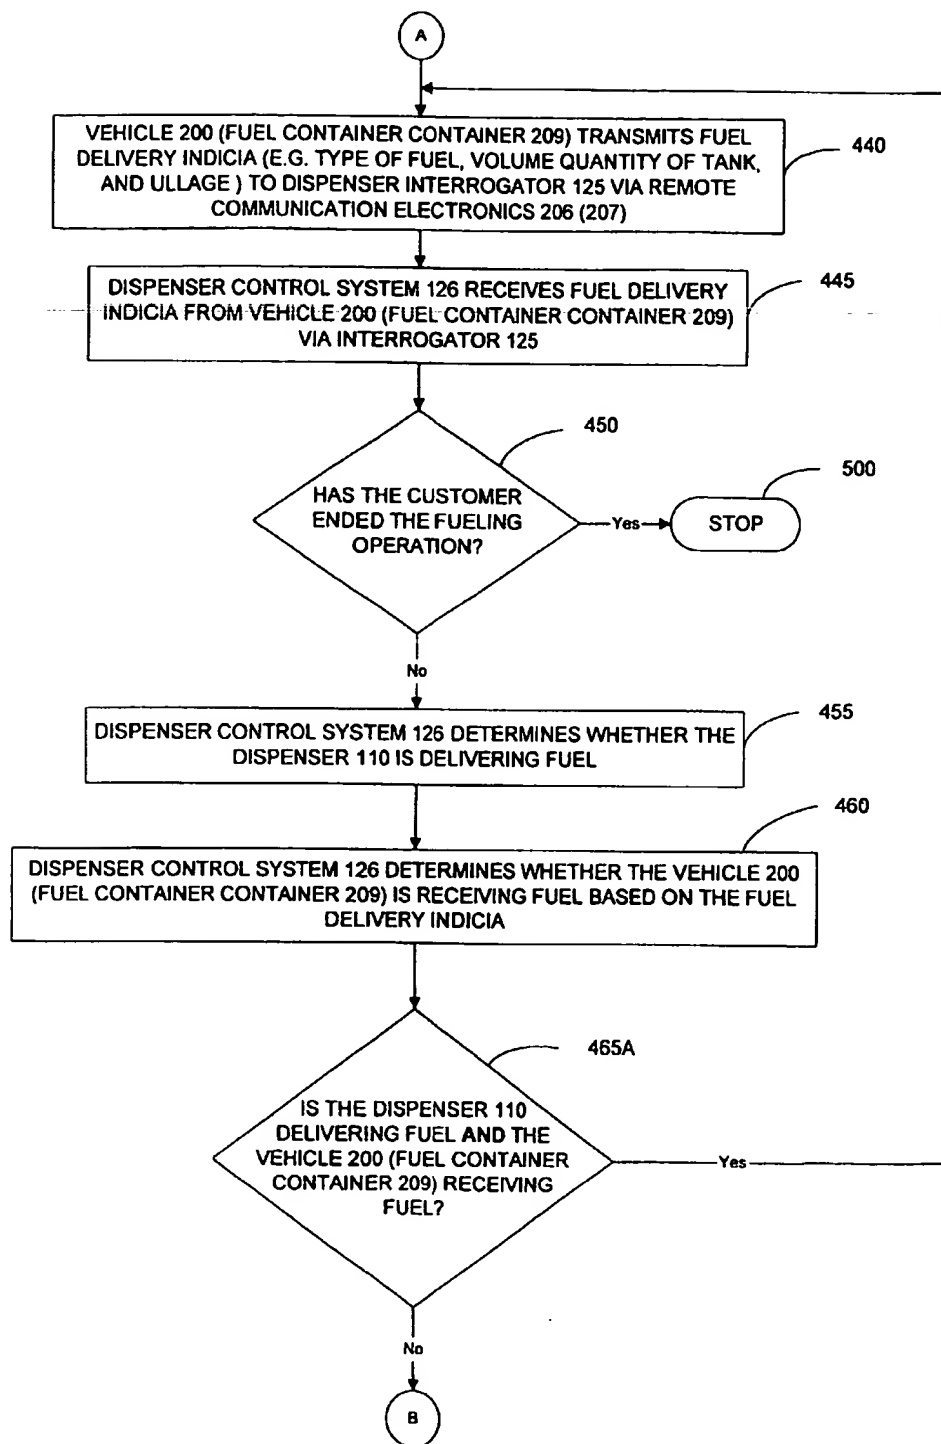 A
VEHICLE 200 (FUEL CONTAINER CONTAINER 209) TRANSMITS FUEL
DELIVERY INDICIA (E.G. TYPE OF FUEL, VOLUME QUANTITY OF TANK,
AND ULLAGE ) TO DISPENSER INTERROGATOR 125 VIA REMOTE
COMMUNICATION ELECTRONICS 206 (207)
440
DISPENSER CONTROL SYSTEM 126 RECEIVES FUEL DELIVERY
INDICIA FROM VEHICLE 200 (FUEL CONTAINER CONTAINER 209)
VIA INTERROGATOR 125
445
HAS THE CUSTOMER
ENDED THE FUELING
OPERATION?
450
Yes
STOP
500
No
DISPENSER CONTROL SYSTEM 126 DETERMINES WHETHER THE
DISPENSER 110 IS DELIVERING FUEL
455
DISPENSER CONTROL SYSTEM 126 DETERMINES WHETHER THE VEHICLE 200
(FUEL CONTAINER CONTAINER 209) IS RECEIVING FUEL BASED ON THE FUEL
DELIVERY INDICIA
460
IS THE DISPENSER 110
DELIVERING FUEL AND THE
VEHICLE 200 (FUEL CONTAINER
CONTAINER 209) RECEIVING
FUEL?
465A
Yes
No
B